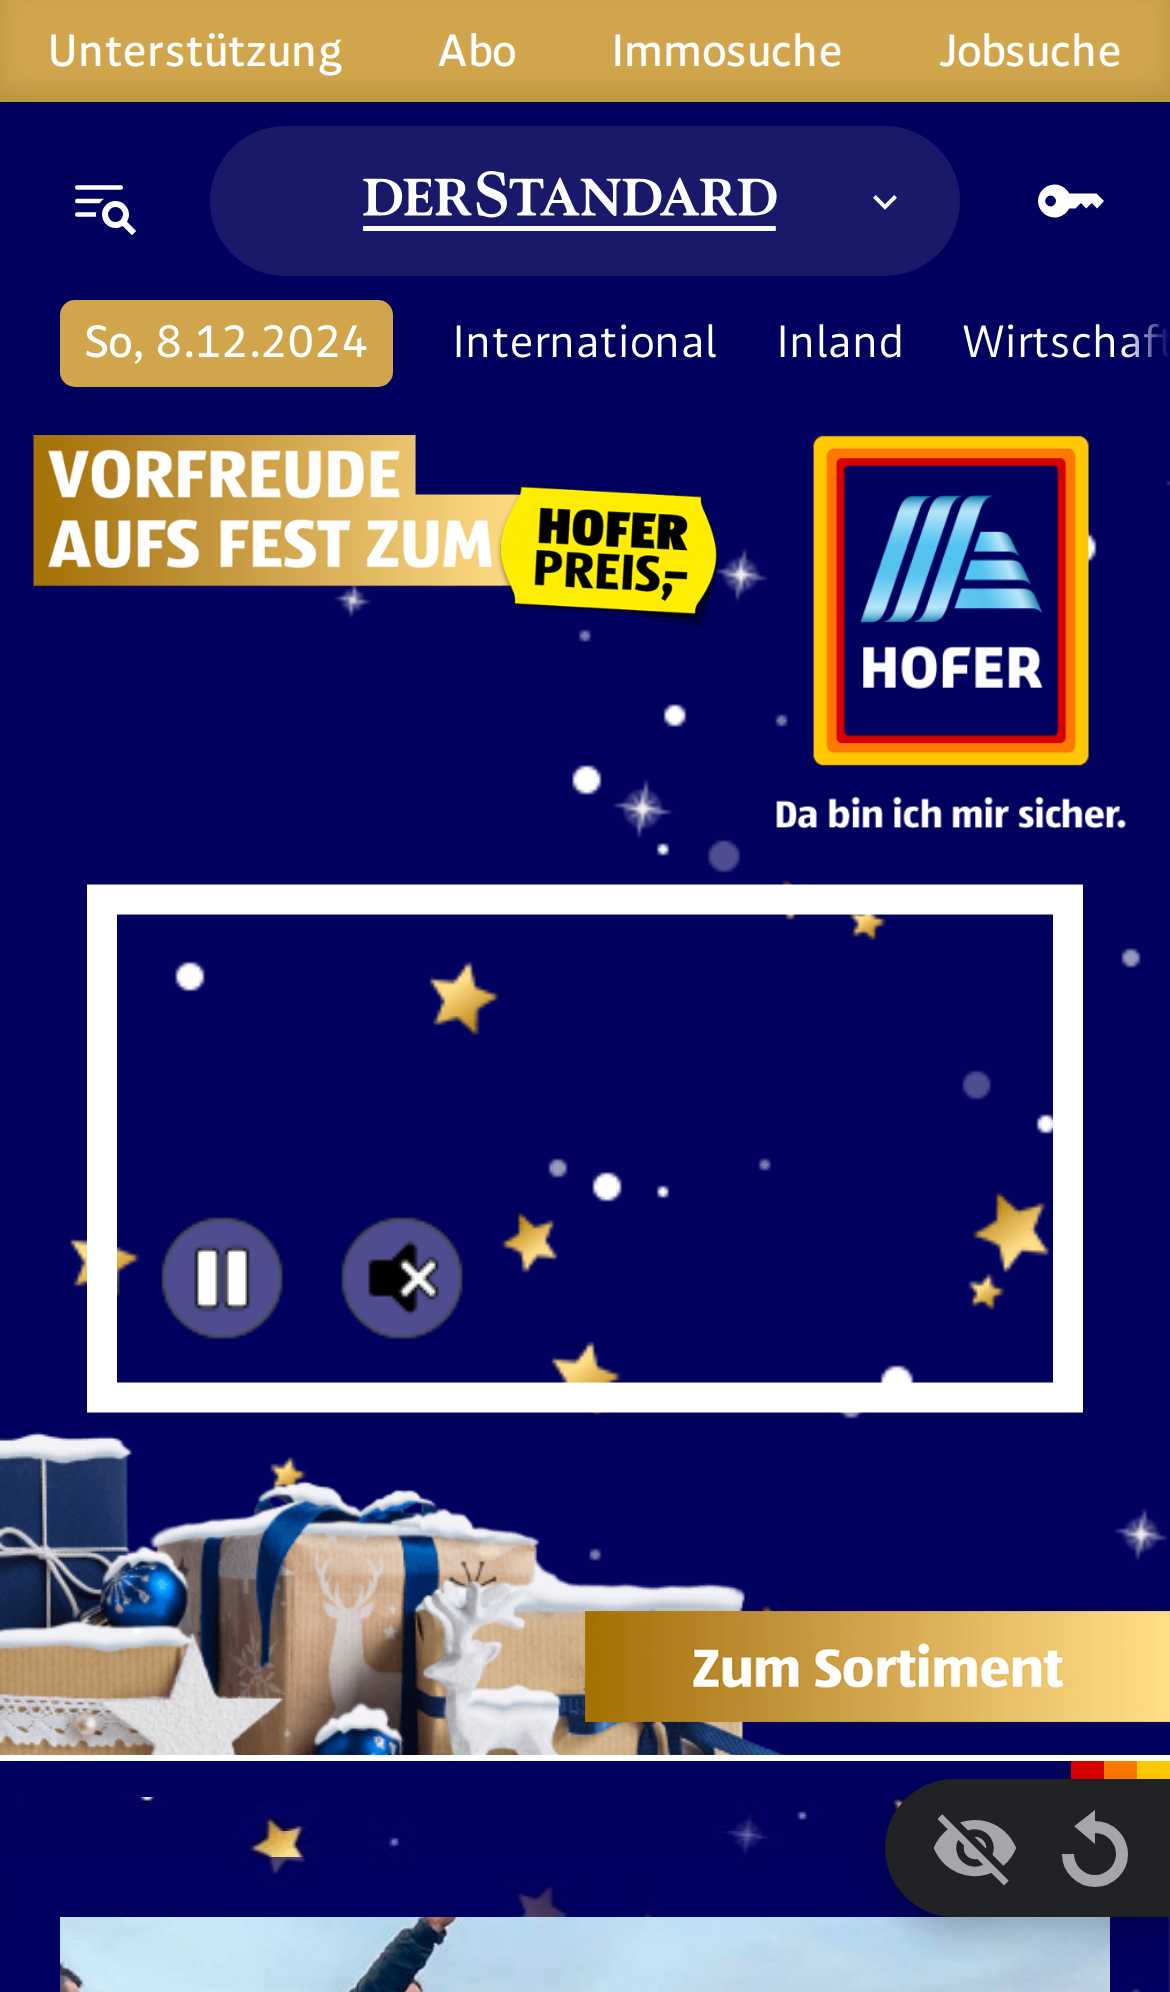 Unterstützung Abo Immosuche Jobsuche
DERSTANDARD
So, 8.12.2024 International Inland Wirtschaft
VORFREUDE
AUFS FEST ZUM
HOFER
PREIS,–
HOFER
Da bin ich mir sicher.
Zum Sortiment